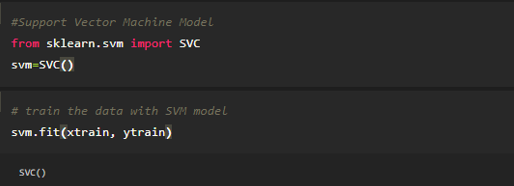 #Support Vector Machine Model
from sklearn.svm import SVC
svm=SVC()
# train the data with SVM model
svm.fit(xtrain, ytrain)
SVC()